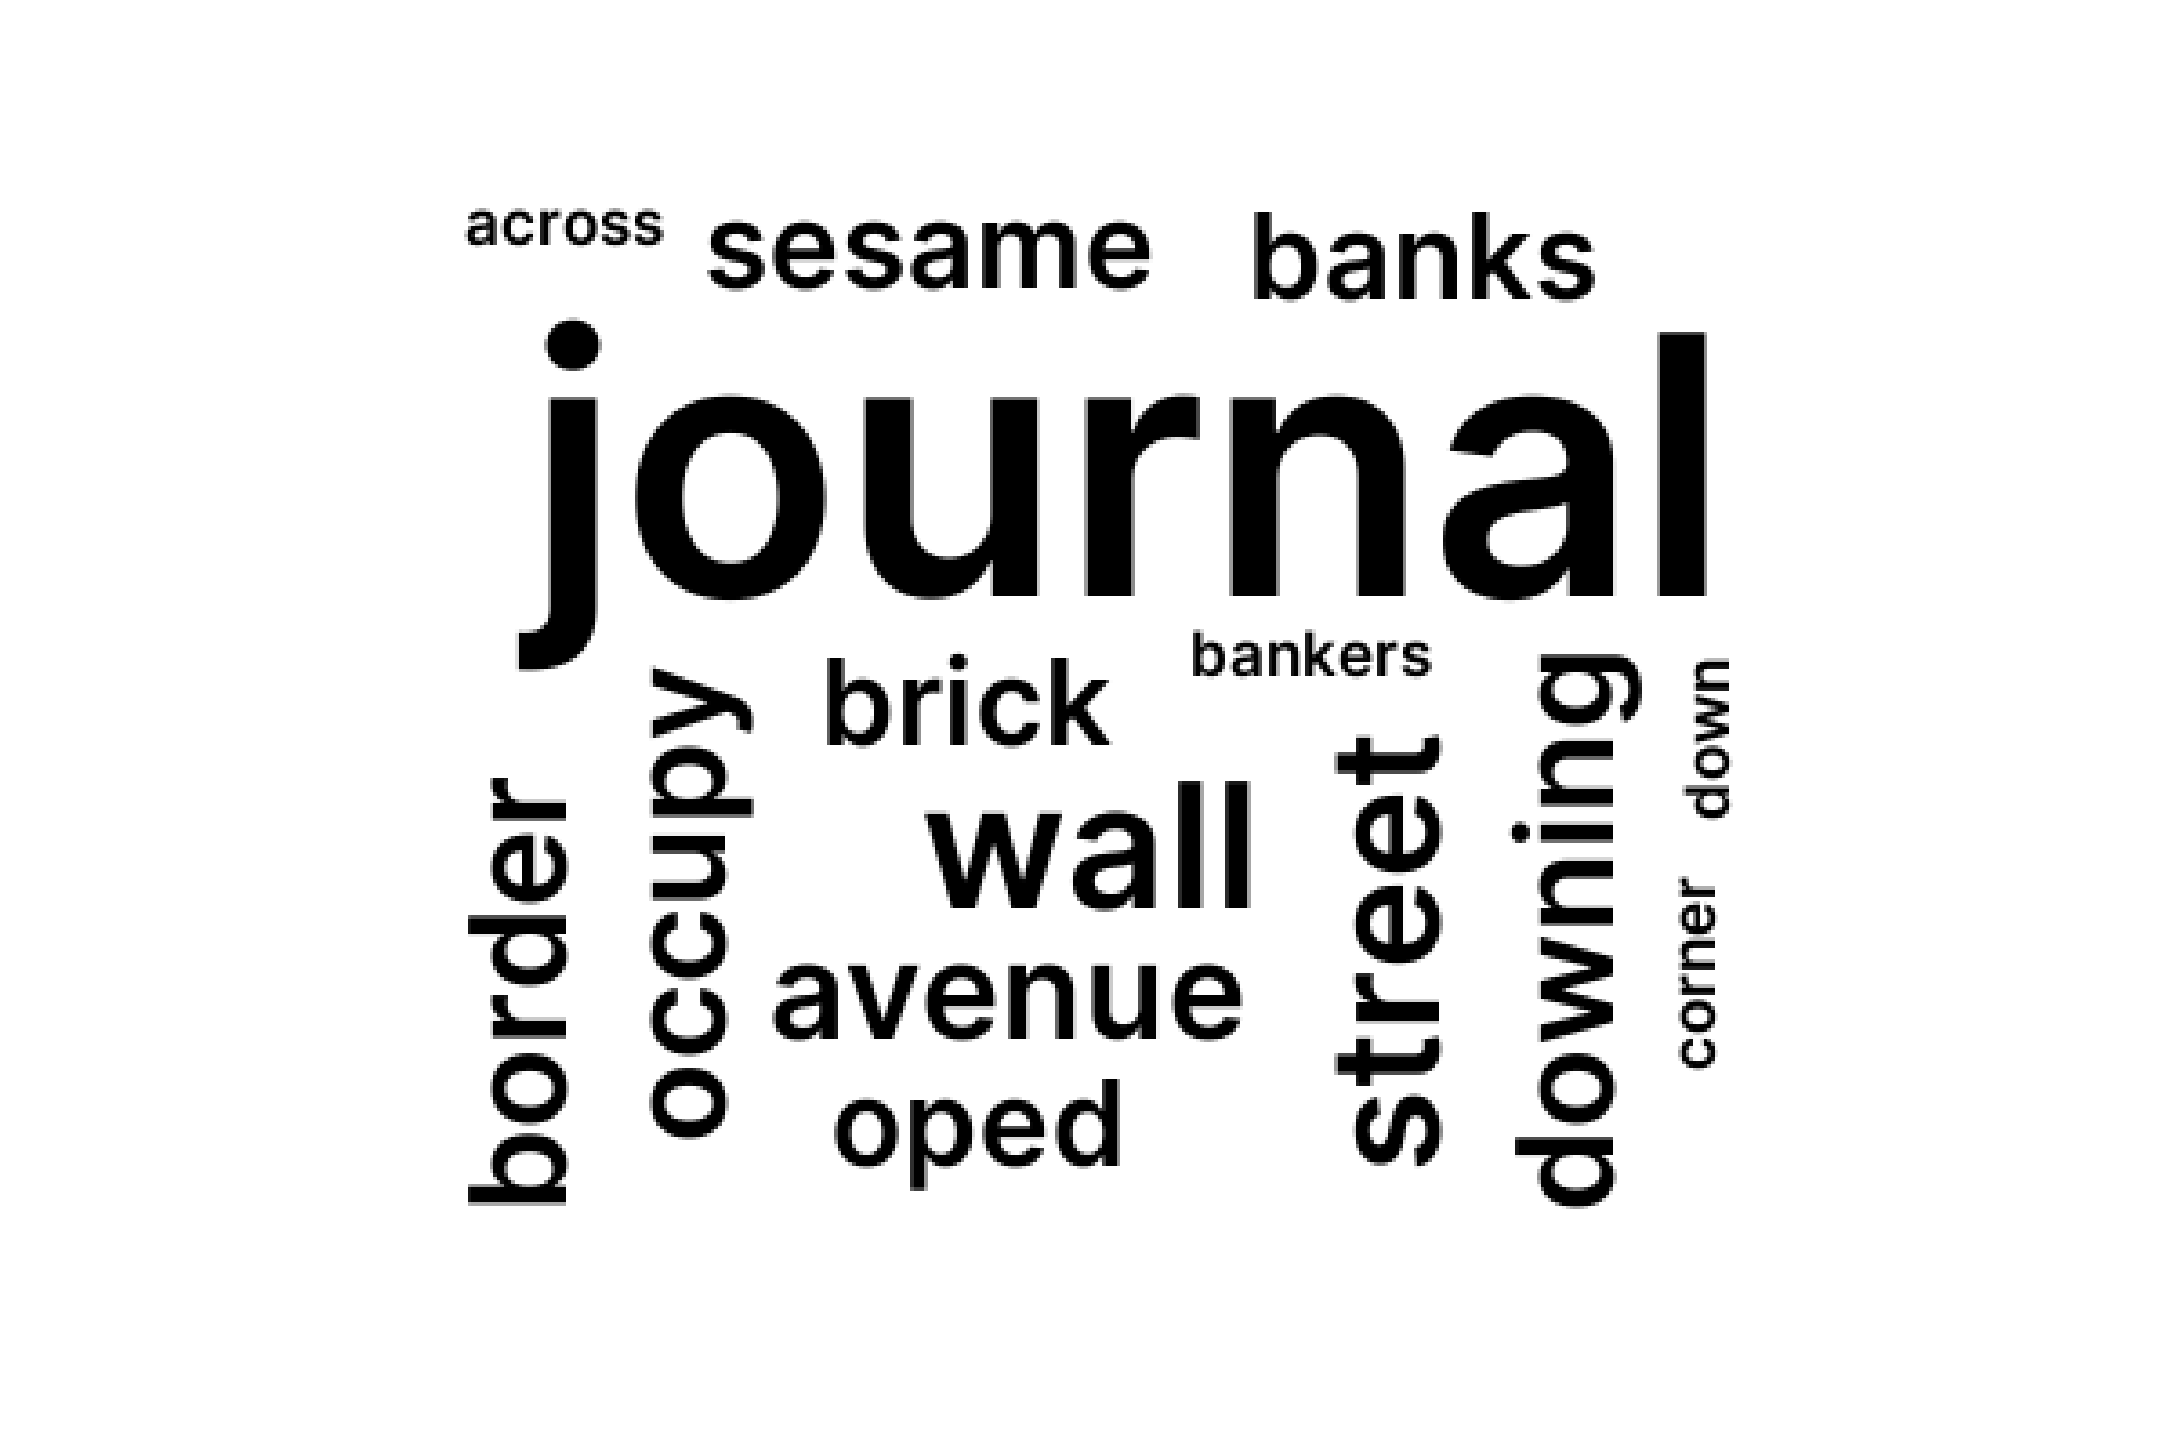 across
sesame
banks
journal
bankers
brick
occupy
border
wall
street
downing
down
corner
avenue
oped